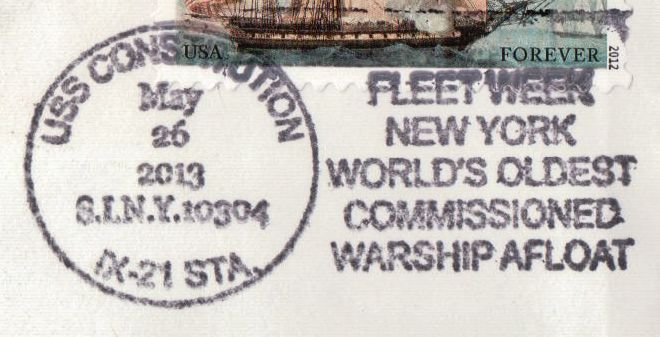 USA
FOREVER
2012
USS CONSTITUTION
May
26
2013
S.I.N.Y. 10304
IX-21 STA.
FLEET WEEK
NEW YORK
WORLD'S OLDEST
COMMISSIONED
WARSHIP AFLOAT